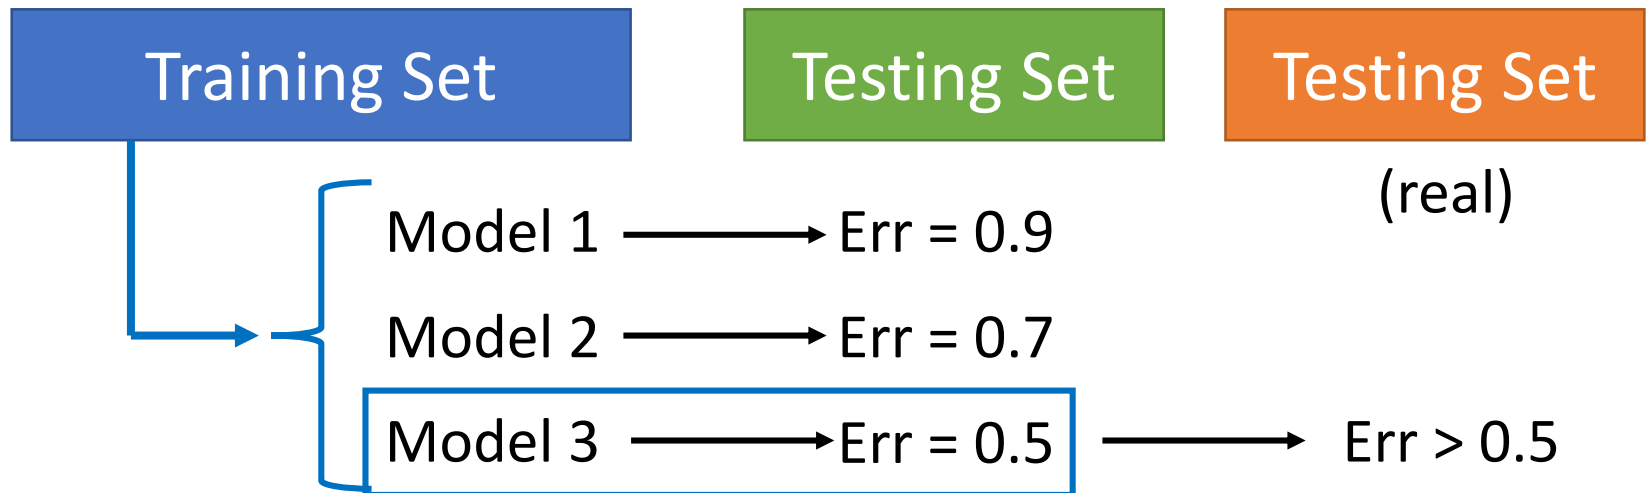 Training Set
Testing Set
Testing Set
(real)
Model 1
Err = 0.9
Model 2
Err = 0.7
Model 3
Err = 0.5
Err > 0.5